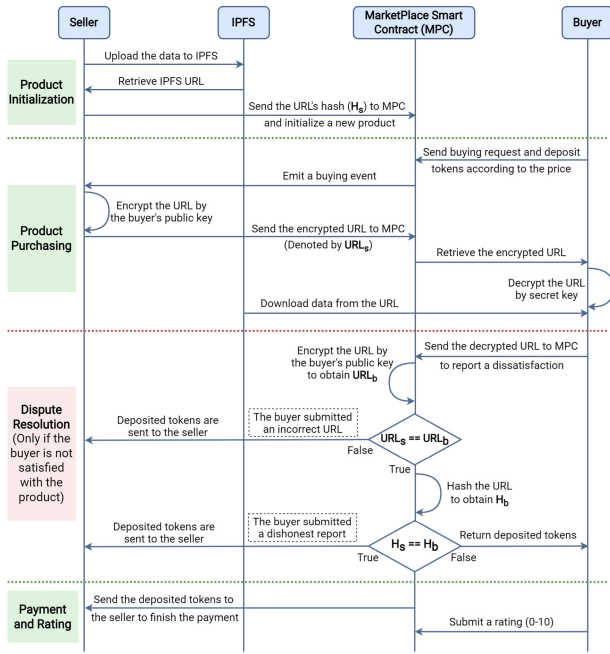 Seller
IPFS
MarketPlace Smart
Contract (MPC)
Buyer
Product
Initialization
Upload the data to IPFS
Retrieve IPFS URL
Send the URL's hash (Hs) to MPC
and initialize a new product
Product
Purchasing
Send buying request and deposit
tokens according to the price
Emit a buying event
Encrypt the URL by
the buyer's public key
Send the encrypted URL to MPC
(Denoted by URLs)
Retrieve the encrypted URL
Decrypt the URL
by secret key
Download data from the URL
Dispute
Resolution
(Only if the
buyer is not
satisfied
with the
product)
Send the decrypted URL to MPC
to report a dissatisfaction
Encrypt the URL by
the buyer's public key
to obtain URLb
Deposited tokens are
sent to the seller
The buyer submitted
an incorrect URL
False
URLs == URLb
True
Hash the URL
to obtain Hb
Deposited tokens are
sent to the seller
The buyer submitted
a dishonest report
True
Hs == Hb
False
Return deposited tokens
Payment
and Rating
Send the deposited tokens to
the seller to finish the payment
Submit a rating (0-10)